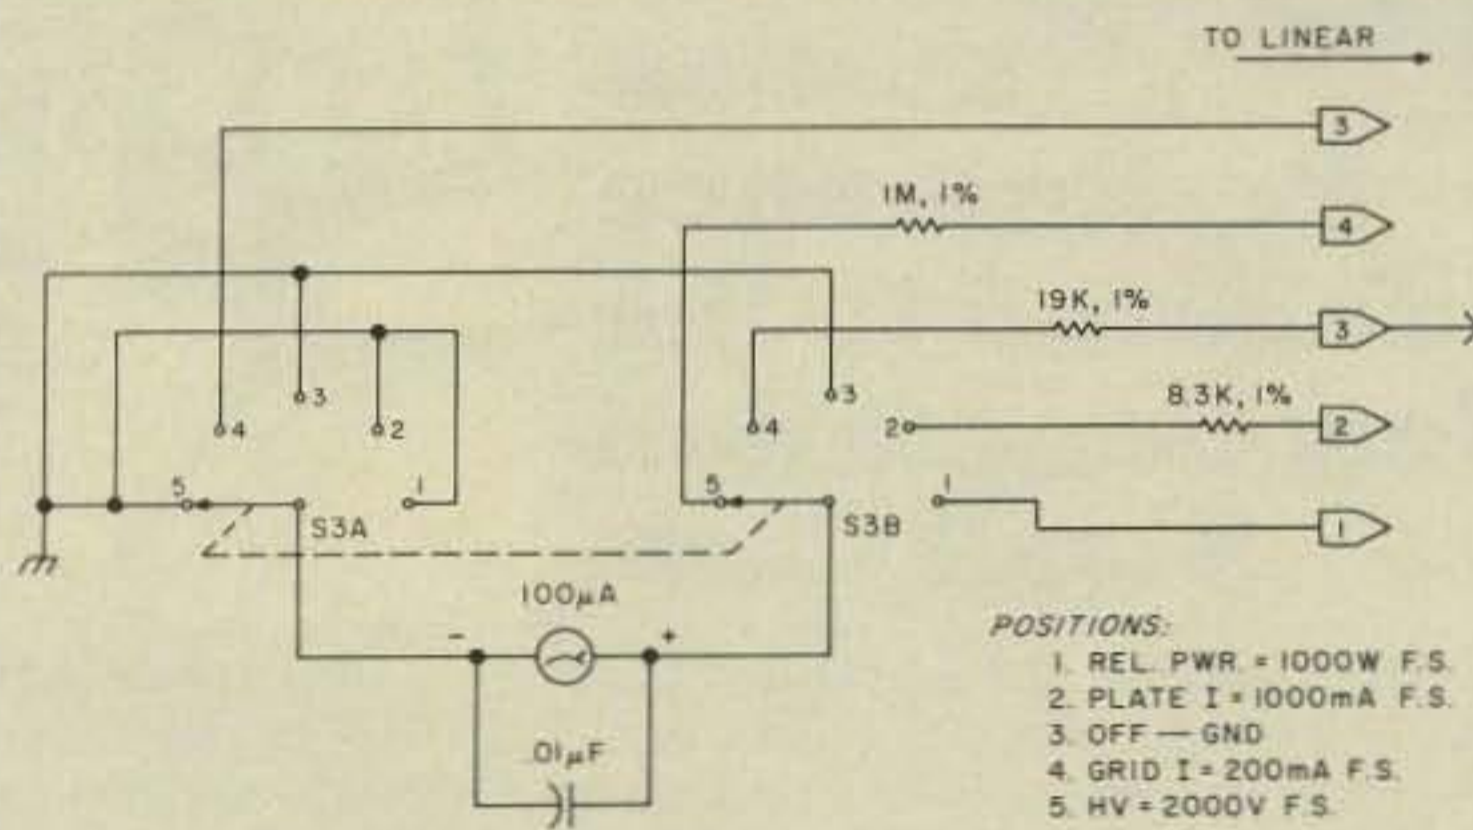 TO LINEAR
3
1M, 1%
4
19K, 1%
3
3
3
8.3K, 1%
4
2
4
2
2
5
1
5
1
S3A
S3B
1
100µA
-
+
POSITIONS:
1. REL. PWR. = 1000W F.S.
2. PLATE I = 1000mA F.S.
3. OFF — GND
4. GRID I = 200mA F.S.
.01µF
5. HV = 2000V F.S.